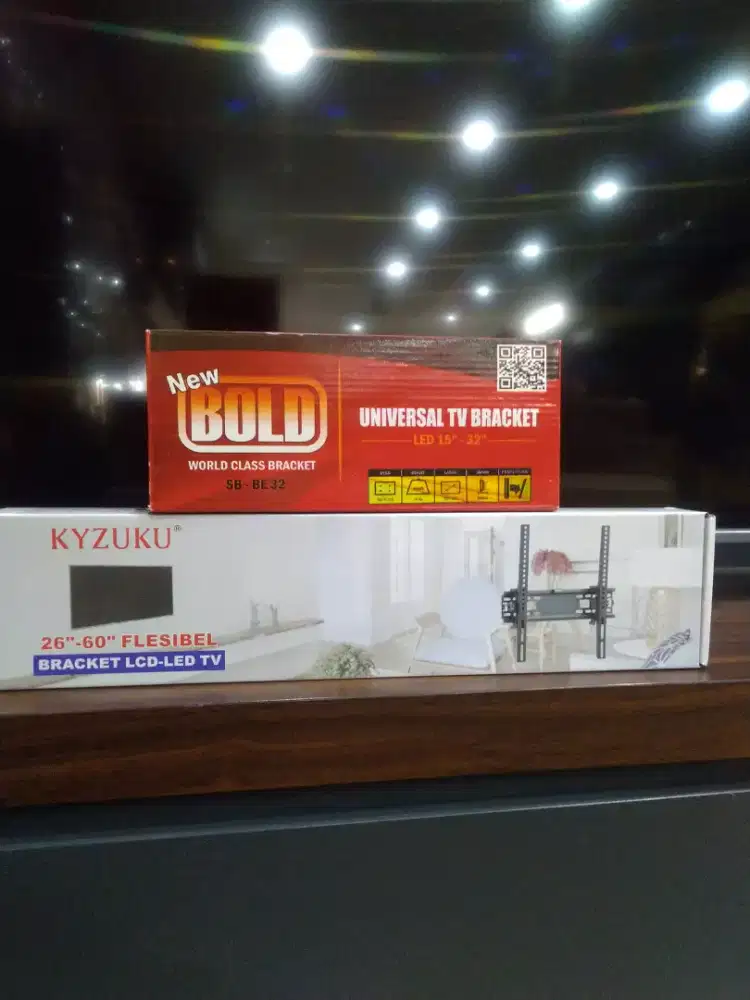 New
BOLD
WORLD CLASS BRACKET
SB - BE32
UNIVERSAL TV BRACKET
LED 15" - 32"
KYZUKU®
26"-60" FLESIBEL
BRACKET LCD-LED TV